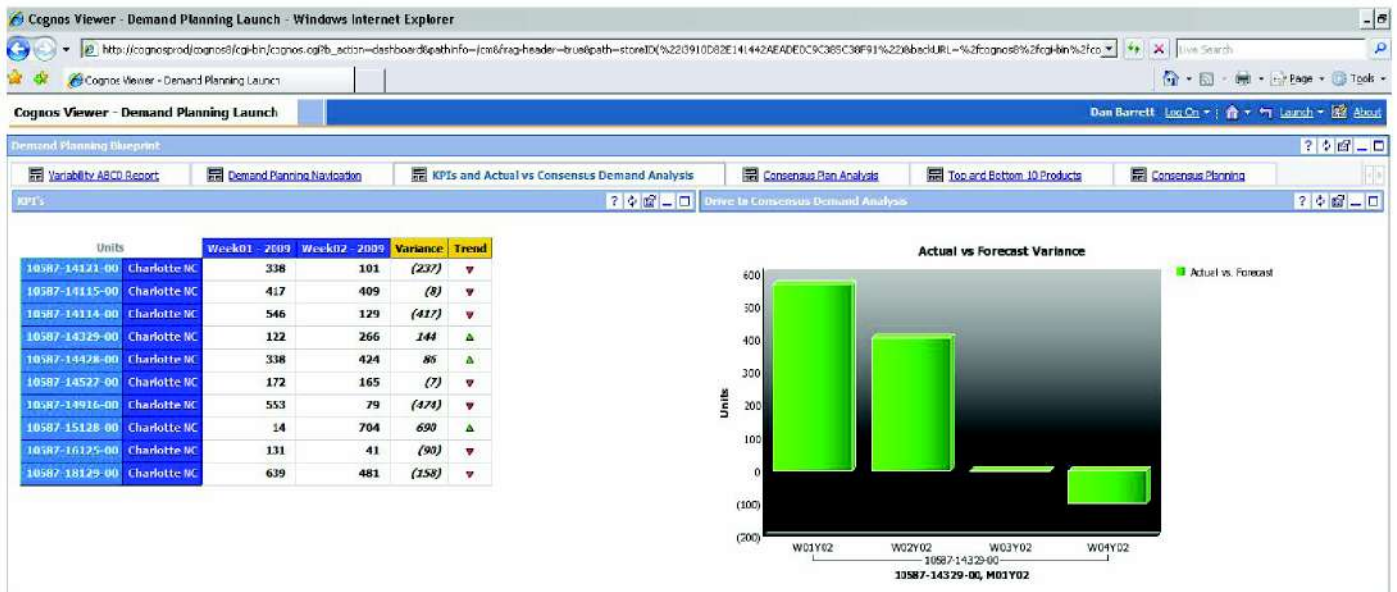 Cognos Viewer - Demand Planning Launch - Windows Internet Explorer
Live Search
Cognos Viewer - Demand Planning Launch
Page Tools
Cognos Viewer - Demand Planning Launch
Dan Barrett Log On Launch About
Demand Planning Blueprint
Variability ABCD Report Demand Planning Navigation KPIs and Actual vs Consensus Demand Analysis Consensus Plan Analysis Top and Bottom 10 Products Consensus Planning
KPI's Drive to Consensus Demand Analysis
Units Week01 - 2009 Week02 - 2009 Variance Trend
10587-14121-00 Charlotte NC 338 101 (237)
10587-14115-00 Charlotte NC 417 409 (8)
10587-14114-00 Charlotte NC 546 129 (417)
10587-14329-00 Charlotte NC 122 266 144
10587-14428-00 Charlotte NC 338 424 86
10587-14527-00 Charlotte NC 172 165 (7)
10587-14916-00 Charlotte NC 553 79 (474)
10587-15128-00 Charlotte NC 14 704 690
10587-16125-00 Charlotte NC 131 41 (90)
10587-18129-00 Charlotte NC 639 481 (158)
Actual vs Forecast Variance
Actual vs. Forecast
Units
600
500
400
300
200
100
0
(100)
(200)
W01Y02 W02Y02 W03Y02 W04Y02
10587-14329-00
10587-14329-00, M01Y02